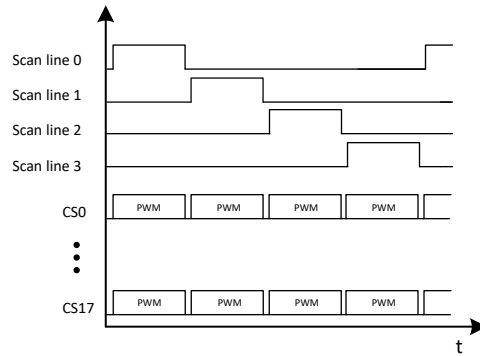 Scan line 0
Scan line 1
Scan line 2
Scan line 3
CS0 PWM PWM PWM PWM
CS17 PWM PWM PWM PWM
t